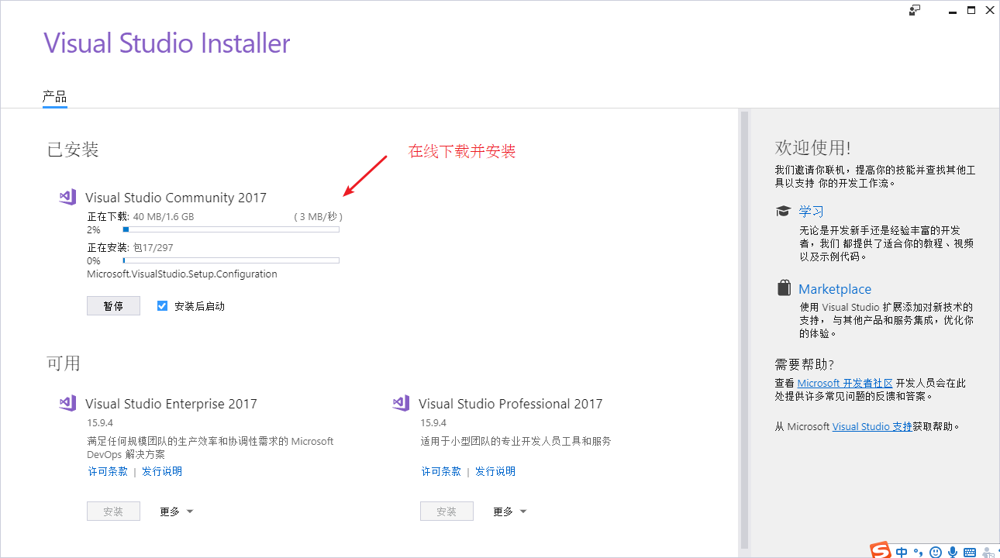 Visual Studio Installer
产品
已安装
在线下载并安装
Visual Studio Community 2017
正在下载: 40 MB/1.6 GB (3 MB/秒)
2%
正在安装: 包17/297
0%
Microsoft.VisualStudio.Setup.Configuration
暂停
安装后启动
可用
Visual Studio Enterprise 2017
15.9.4
满足任何规模团队的生产效率和协调性需求的 Microsoft
DevOps 解决方案
许可条款 | 发行说明
安装 更多
Visual Studio Professional 2017
15.9.4
适用于小型团队的专业开发人员工具和服务
许可条款 | 发行说明
安装 更多
欢迎使用!
我们邀请你联机，提高你的技能并查找其他工
具以支持 你的开发工作流。
学习
无论是开发新手还是经验丰富的开发
者，我们 都提供了适合你的教程、视频
以及示例代码。
Marketplace
使用 Visual Studio 扩展添加对新技术的
支持， 与其他产品和服务集成，优化你
的体验。
需要帮助?
查看 Microsoft 开发者社区 开发人员会在此
处提供许多常见问题的反馈和答案。
从 Microsoft Visual Studio 支持获取帮助。
S 中